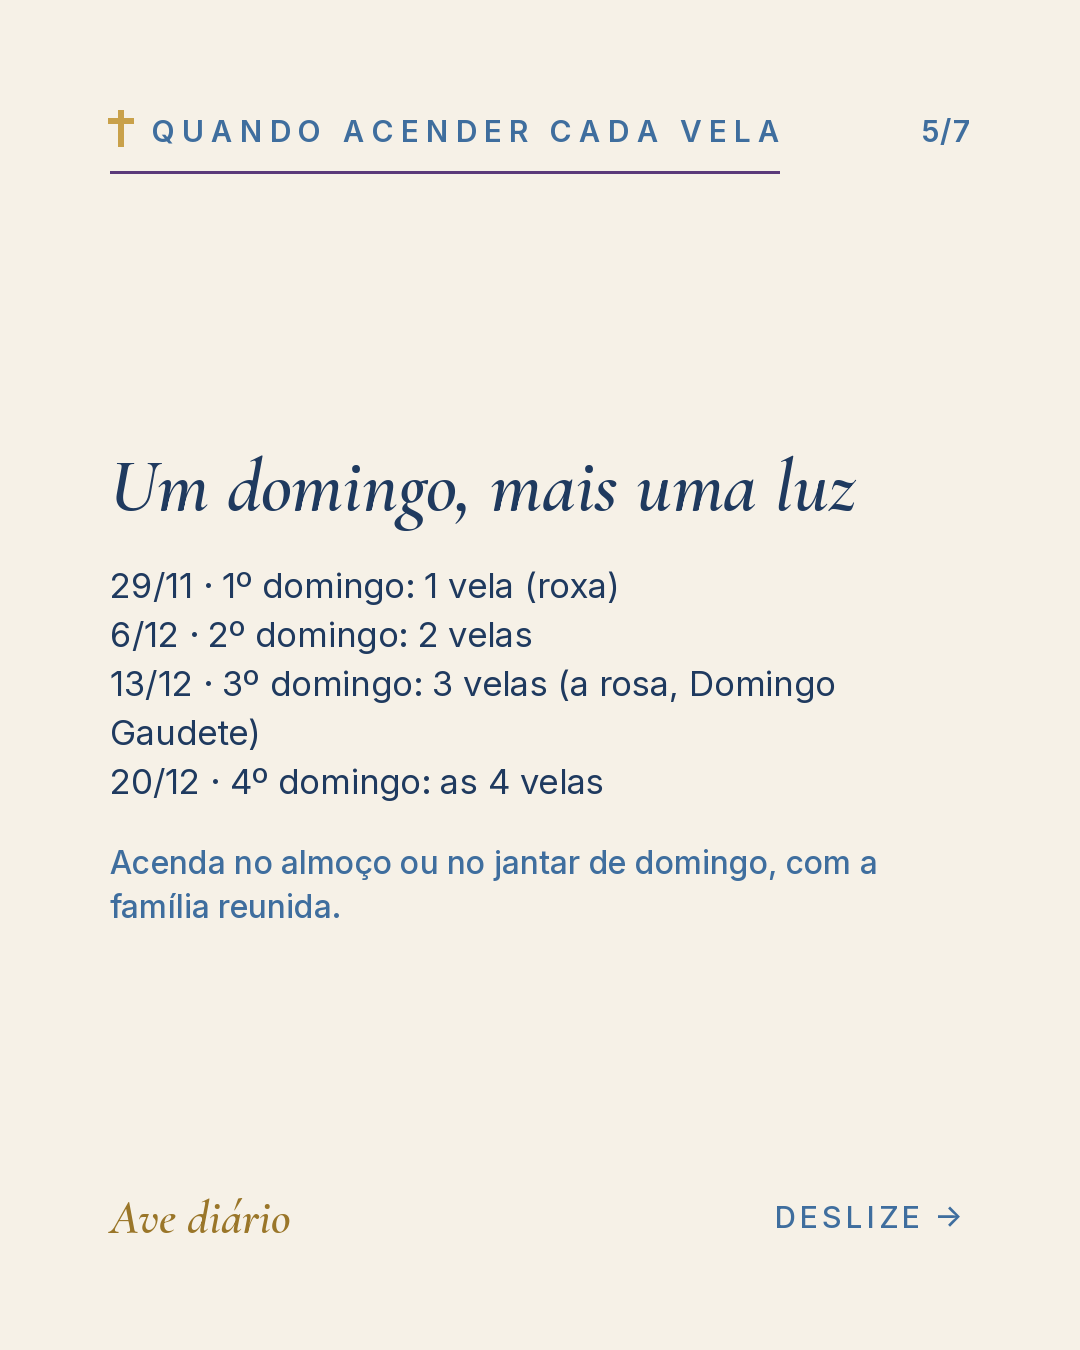 QUANDO ACENDER CADA VELA
5/7
Um domingo, mais uma luz
29/11 · 1º domingo: 1 vela (roxa)
6/12 · 2º domingo: 2 velas
13/12 · 3º domingo: 3 velas (a rosa, Domingo
Gaudete)
20/12 · 4º domingo: as 4 velas
Acenda no almoço ou no jantar de domingo, com a
família reunida.
Ave diário
DESLIZE →